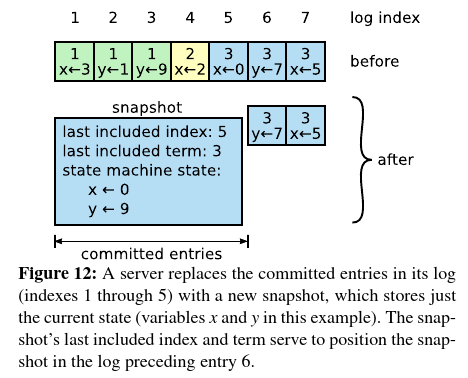 1 2 3 4 5 6 7 log index
1 1 1 2 3 3 3
x←3 y←1 y←9 x←2 x←0 y←7 x←5 before
snapshot
3 3
y←7 x←5
last included index: 5
last included term: 3
state machine state:
x ← 0
y ← 9
after
committed entries
Figure 12: A server replaces the committed entries in its log
(indexes 1 through 5) with a new snapshot, which stores just
the current state (variables x and y in this example). The snap-
shot’s last included index and term serve to position the snapshot
in the log preceding entry 6.